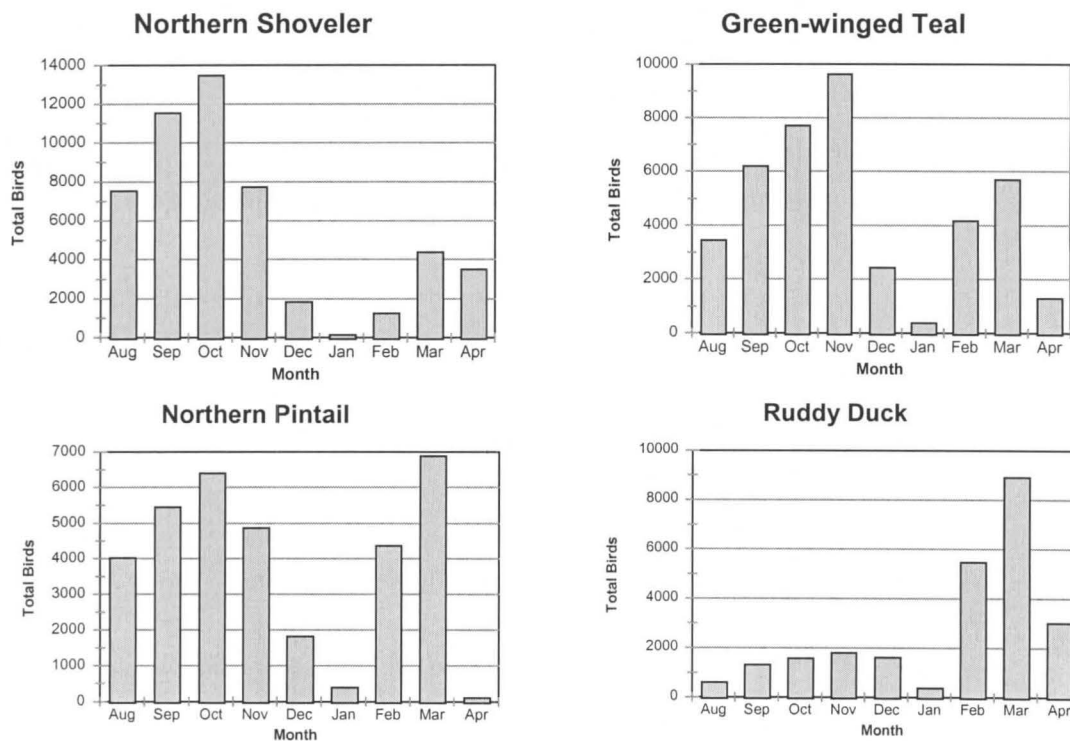 Northern Shoveler
14000
12000
10000
8000
6000
4000
2000
0
Total Birds
Aug Sep Oct Nov Dec Jan Feb Mar Apr
Month
Green-winged Teal
10000
8000
6000
4000
2000
0
Total Birds
Aug Sep Oct Nov Dec Jan Feb Mar Apr
Month
Northern Pintail
7000
6000
5000
4000
3000
2000
1000
0
Total Birds
Aug Sep Oct Nov Dec Jan Feb Mar Apr
Month
Ruddy Duck
10000
8000
6000
4000
2000
0
Total Birds
Aug Sep Oct Nov Dec Jan Feb Mar Apr
Month